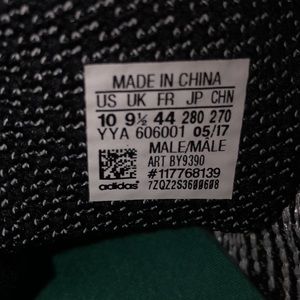 MADE IN CHINA
US UK FR JP CHN
10 9½ 44 280 270
YYA 606001 05/17
MALE/MÂLE
ART BY9390
#117768139
adidas 7ZQZ2S3600608